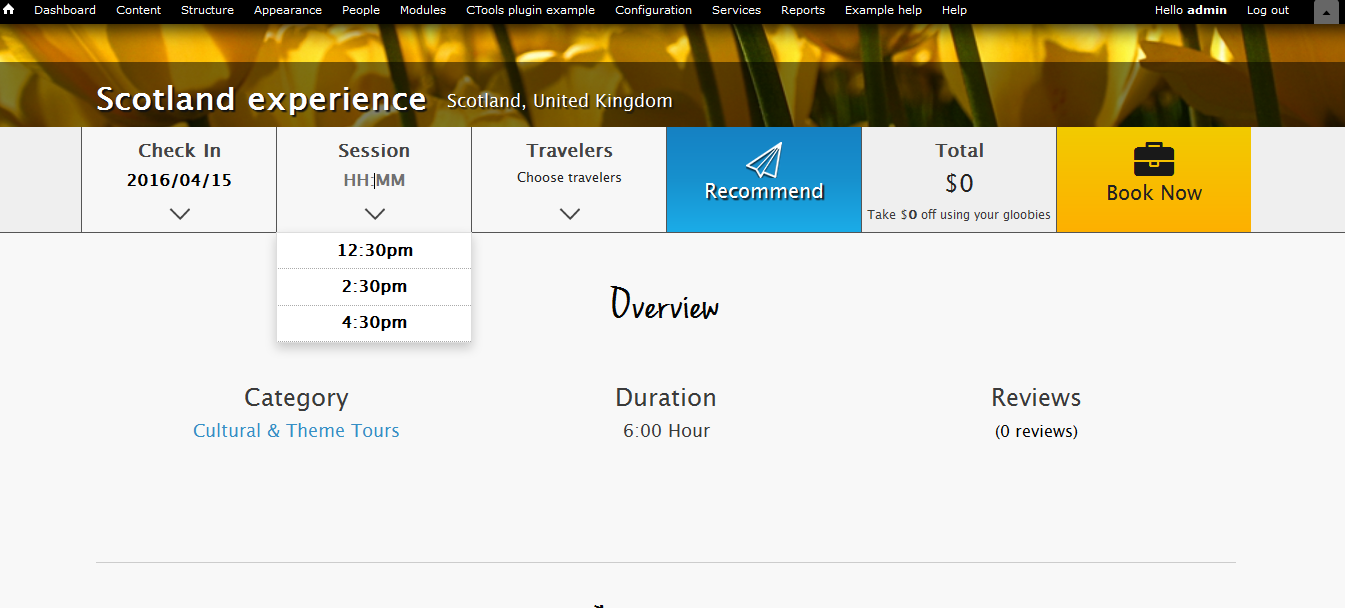 Dashboard Content Structure Appearance People Modules CTools plugin example Configuration Services Reports Example help Help Hello admin Log out
Scotland experience Scotland, United Kingdom
Check In
2016/04/15
Session
HH:MM
12:30pm
2:30pm
4:30pm
Travelers
Choose travelers
Recommend
Total
$0
Take $0 off using your gloobies
Book Now
Overview
Category
Cultural & Theme Tours
Duration
6:00 Hour
Reviews
(0 reviews)